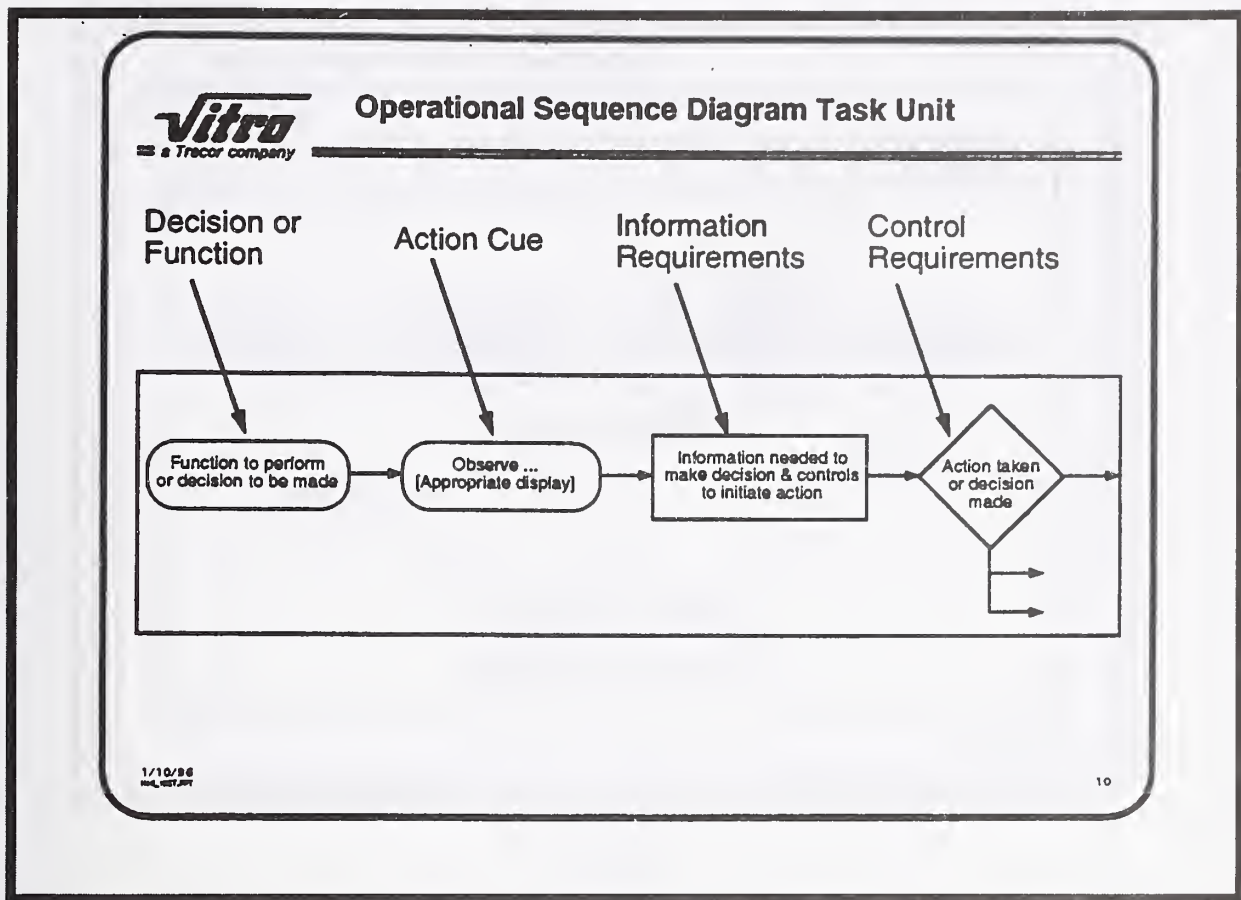 Vitro
a Tracor company
Operational Sequence Diagram Task Unit
Decision or
Function
Action Cue
Information
Requirements
Control
Requirements
Function to perform
or decision to be made
Observe ...
[Appropriate display]
Information needed to
make decision & controls
to initiate action
Action taken
or decision
made
1/10/96
10